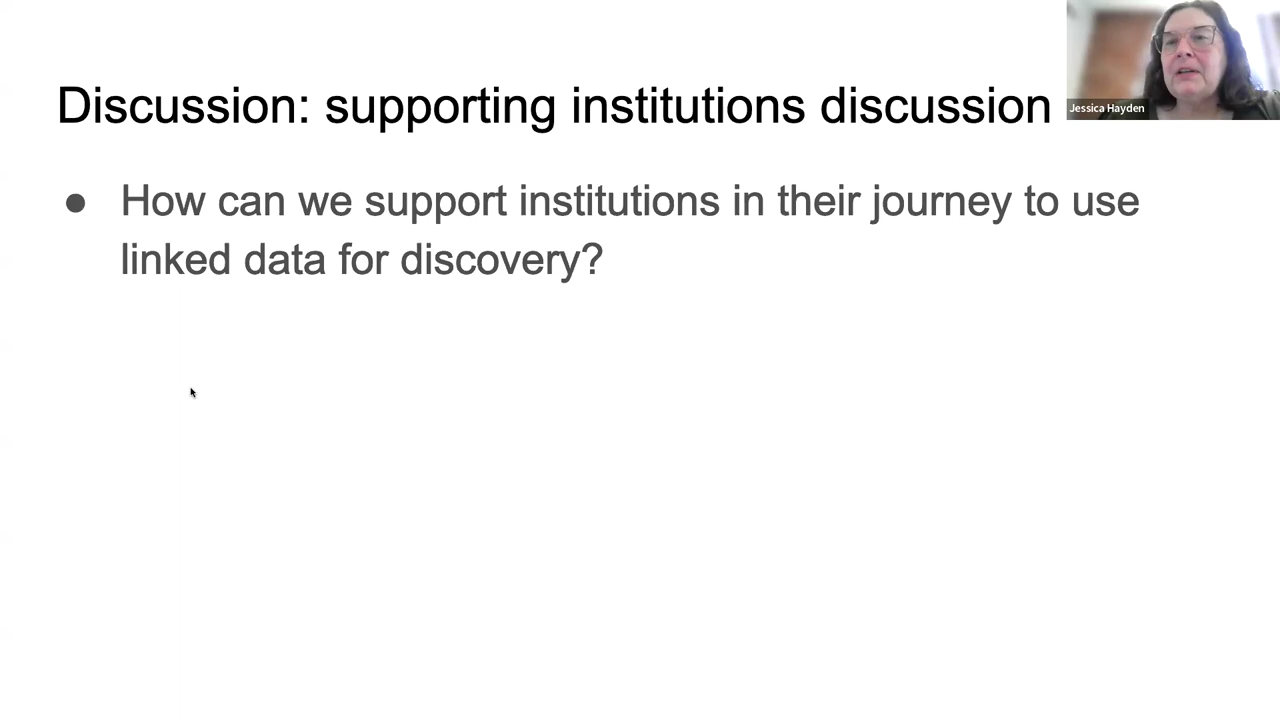 Discussion: supporting institutions discussion
Jessica Hayden
● How can we support institutions in their journey to use
linked data for discovery?